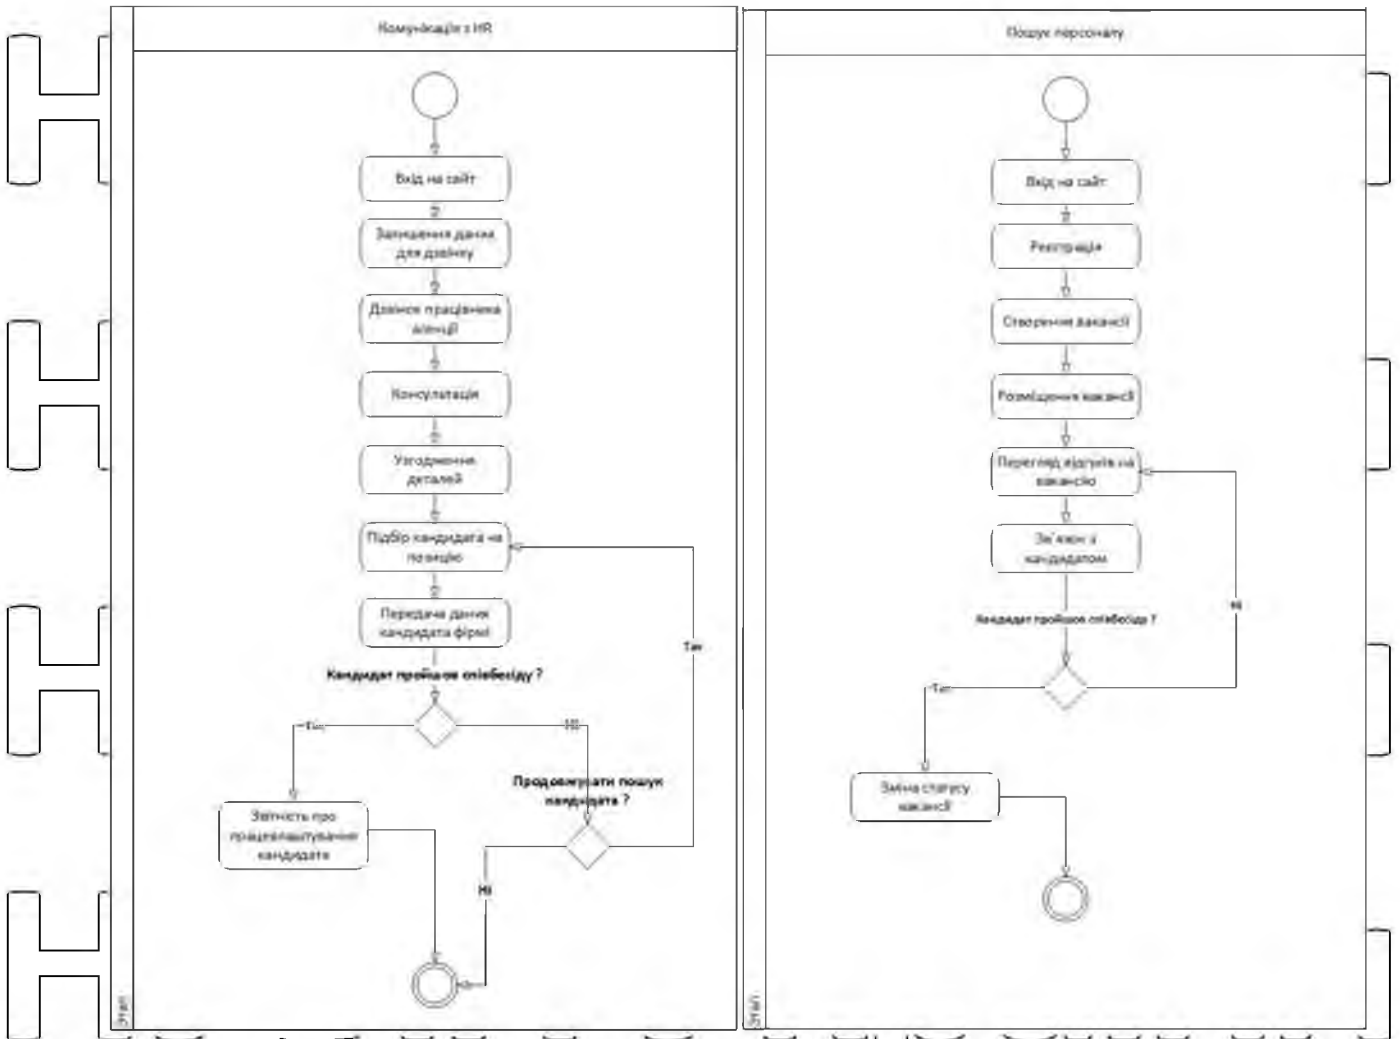 Комунікація з HR
Вхід на сайт
Залишення даних
для дзвінку
Дзвінок працівника
агенції
Консультація
Узгодження
деталей
Підбір кандидата на
позицію
Передача даних
кандидата фірмі
Кандидат пройшов співбесіду ?
Так
Ні
Так
Продовжувати пошук
кандидата ?
Звітність про
працевлаштування
кандидата
Ні
Этап
Пошук персоналу
Вхід на сайт
Реєстрація
Створення вакансії
Розміщення вакансії
Перегляд відгуків на
вакансію
Зв'язок з
кандидатом
Ні
Кандидат пройшов співбесіду ?
Так
Зміна статусу
вакансії
Этап